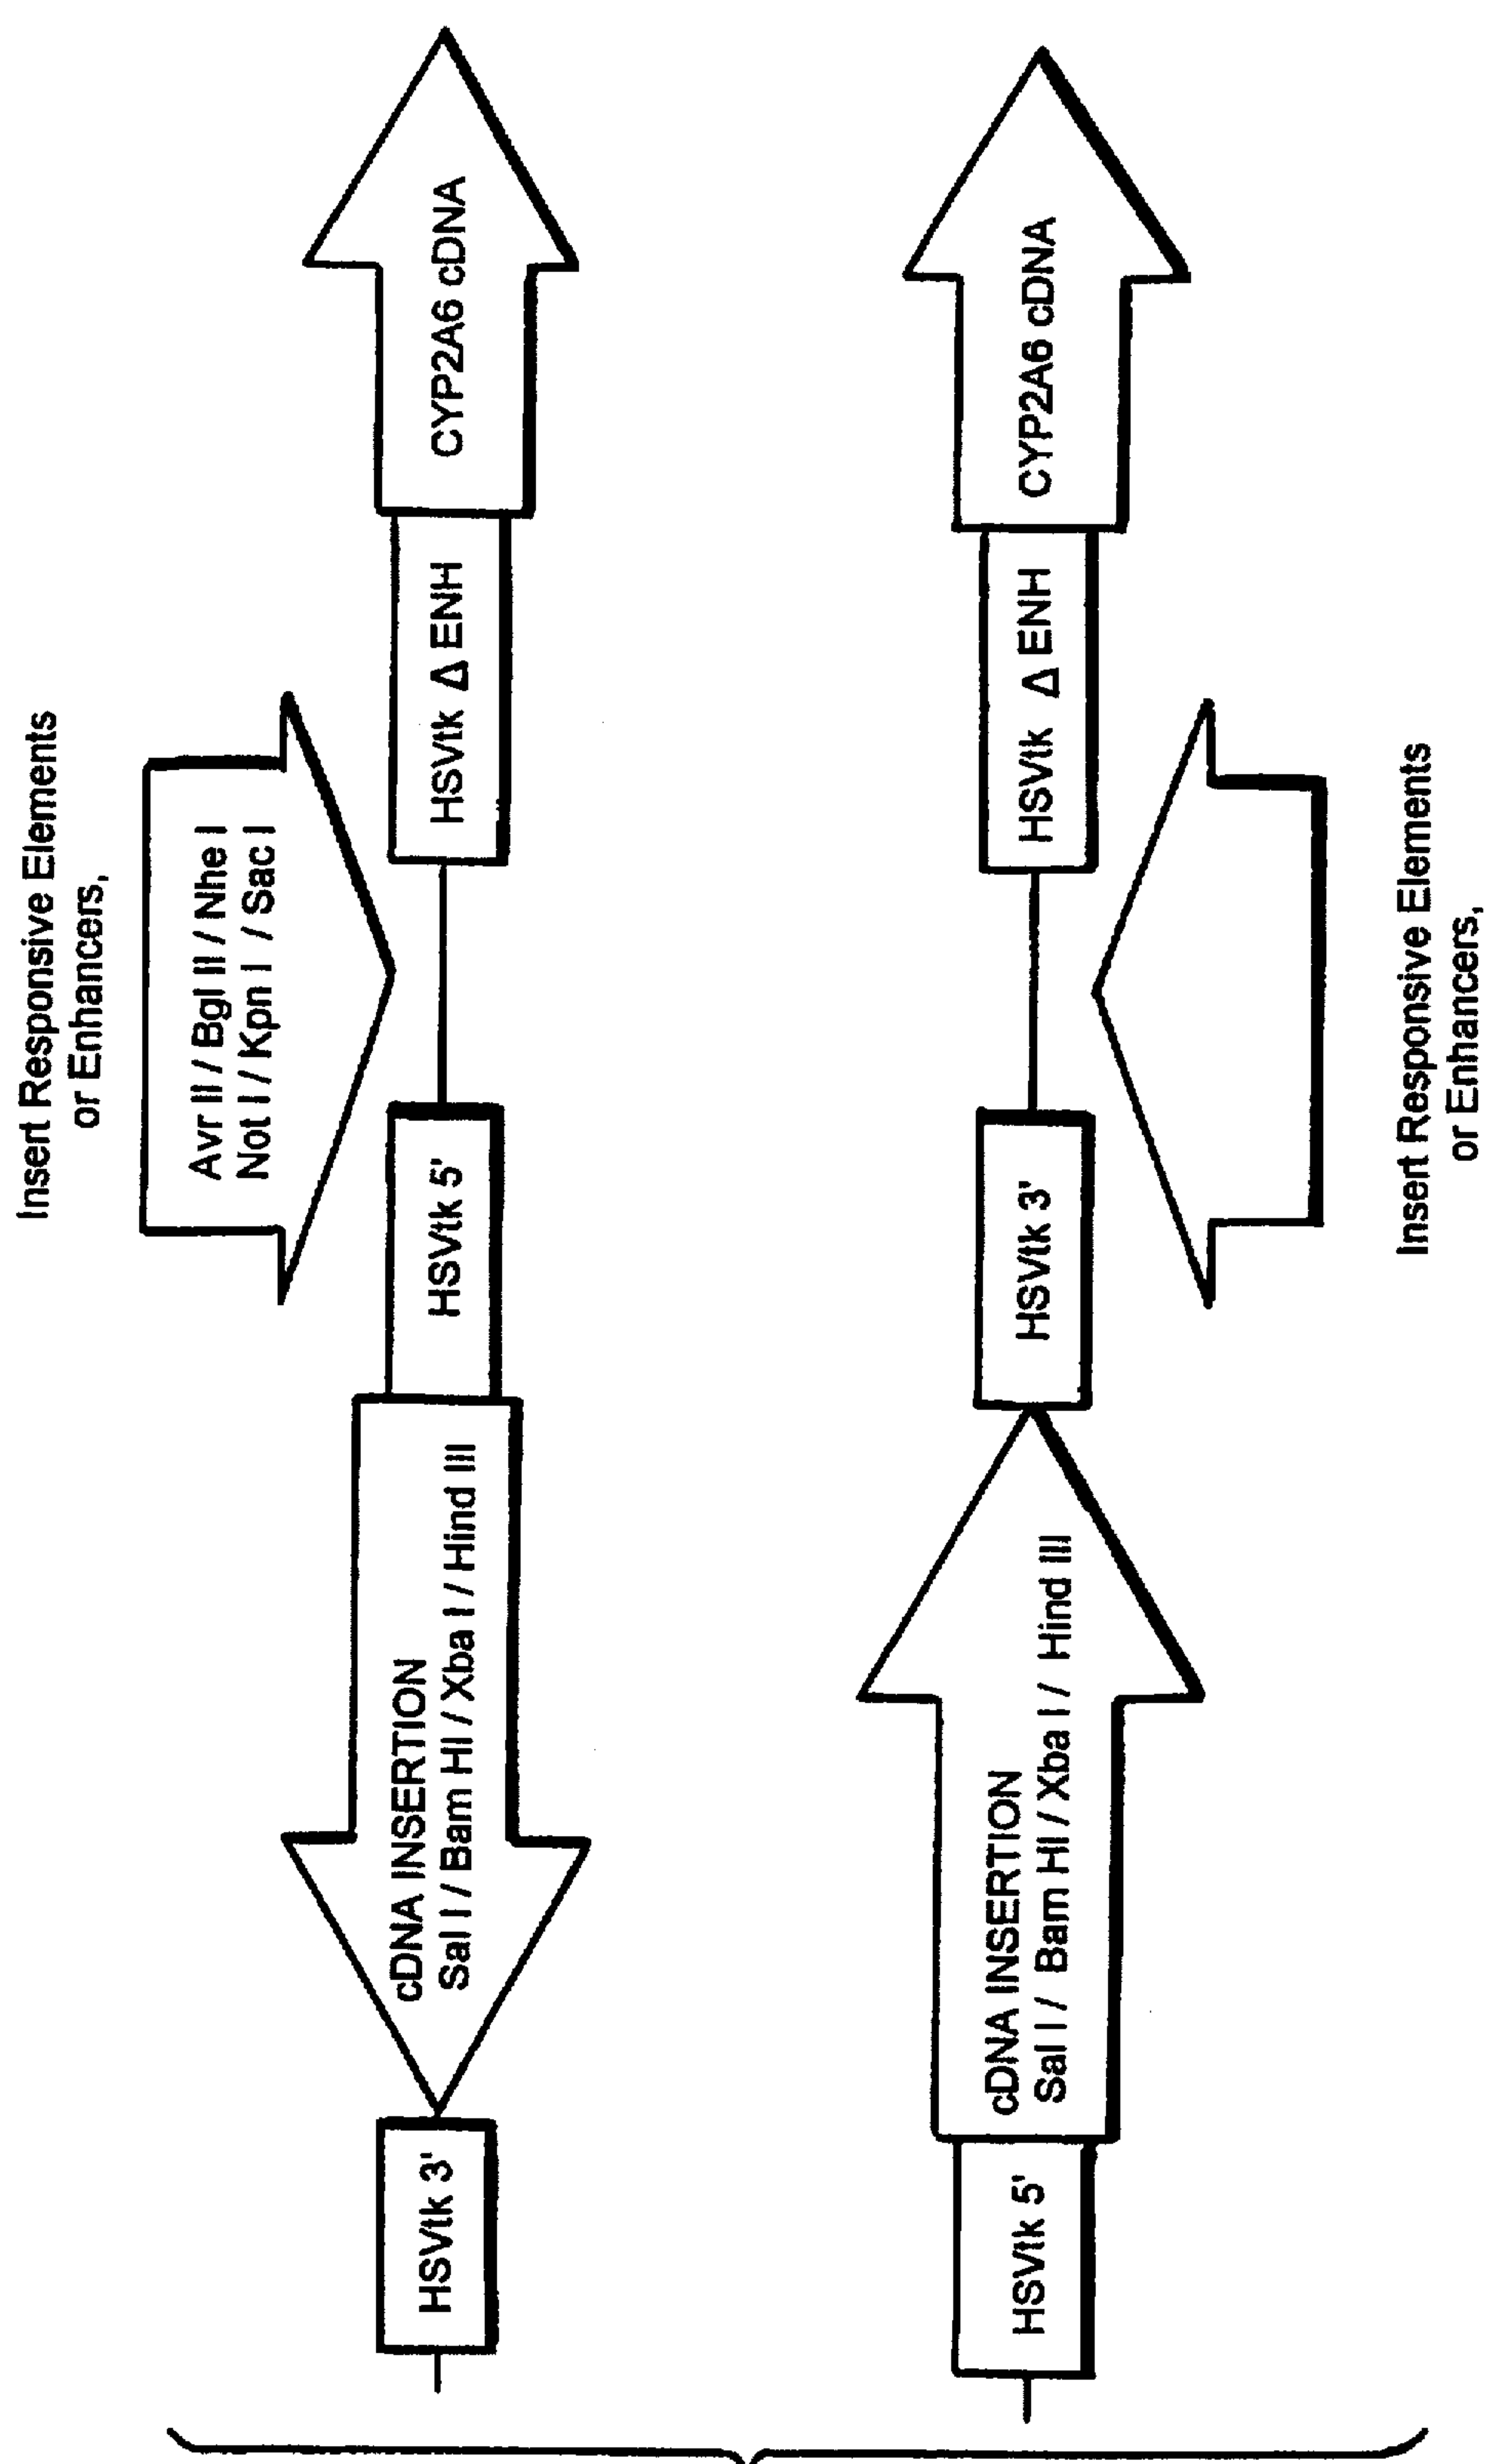 Insert Responsive Elements
or Enhancers,
Avr II / Bgl II / Nhe I
Not I / Kpn I / Sac I
HSVtk 3'
cDNA INSERTION
Sal I / Bam HI / Xba I / Hind III
HSVtk 5'
HSVtk Δ ENH
CYP2A6 cDNA
HSVtk 5'
cDNA INSERTION
Sal I / Bam HI / Xba I / Hind III
HSVtk 3'
HSVtk Δ ENH
CYP2A6 cDNA
Insert Responsive Elements
or Enhancers,